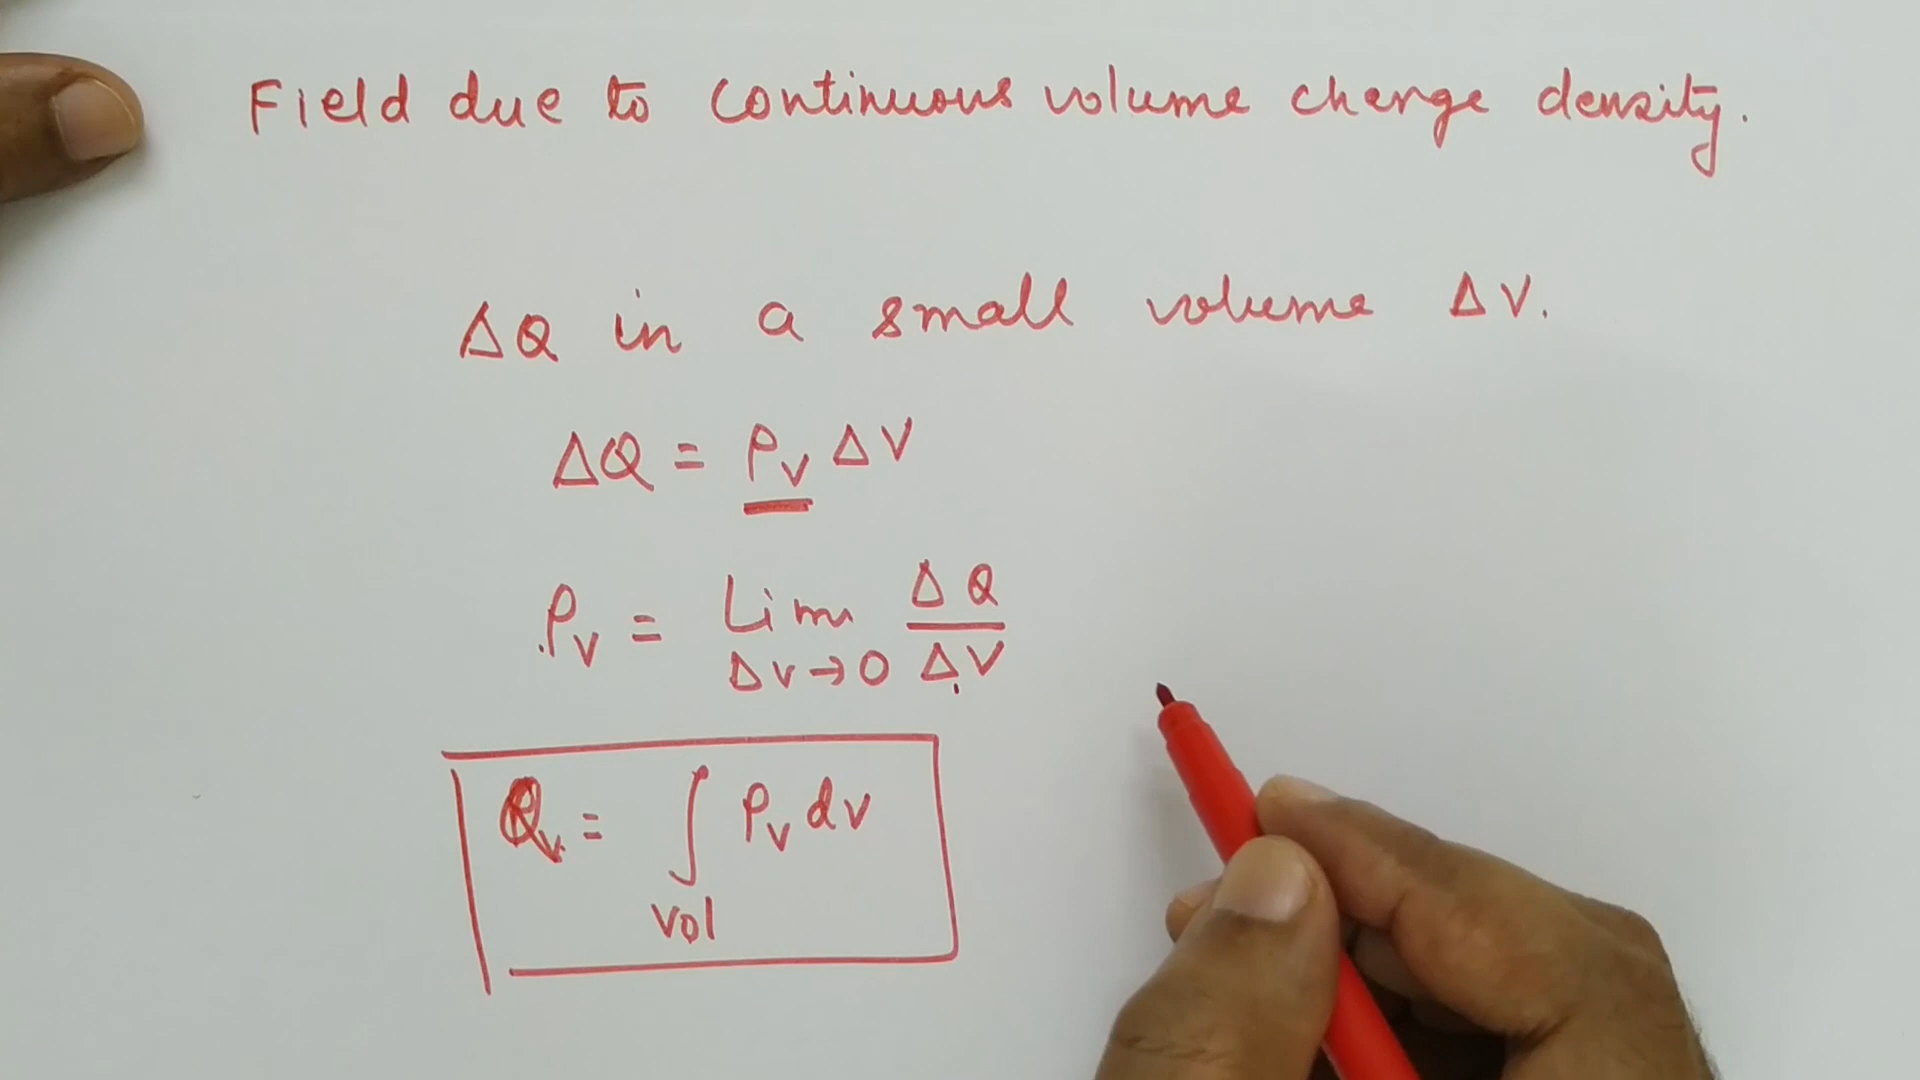 Field due to continuous volume charge density.
ΔQ in a small volume ΔV.
ΔQ = ρv ΔV
ρv = Lim ΔQ
Δv→0 ΔV
Qv = ∫ ρv dv
Vol